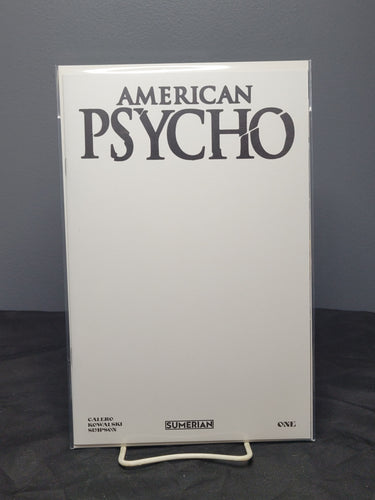 AMERICAN
PSYCHO
CALERO
KOWALSKI
SIMPSON
SUMERIAN
ONE